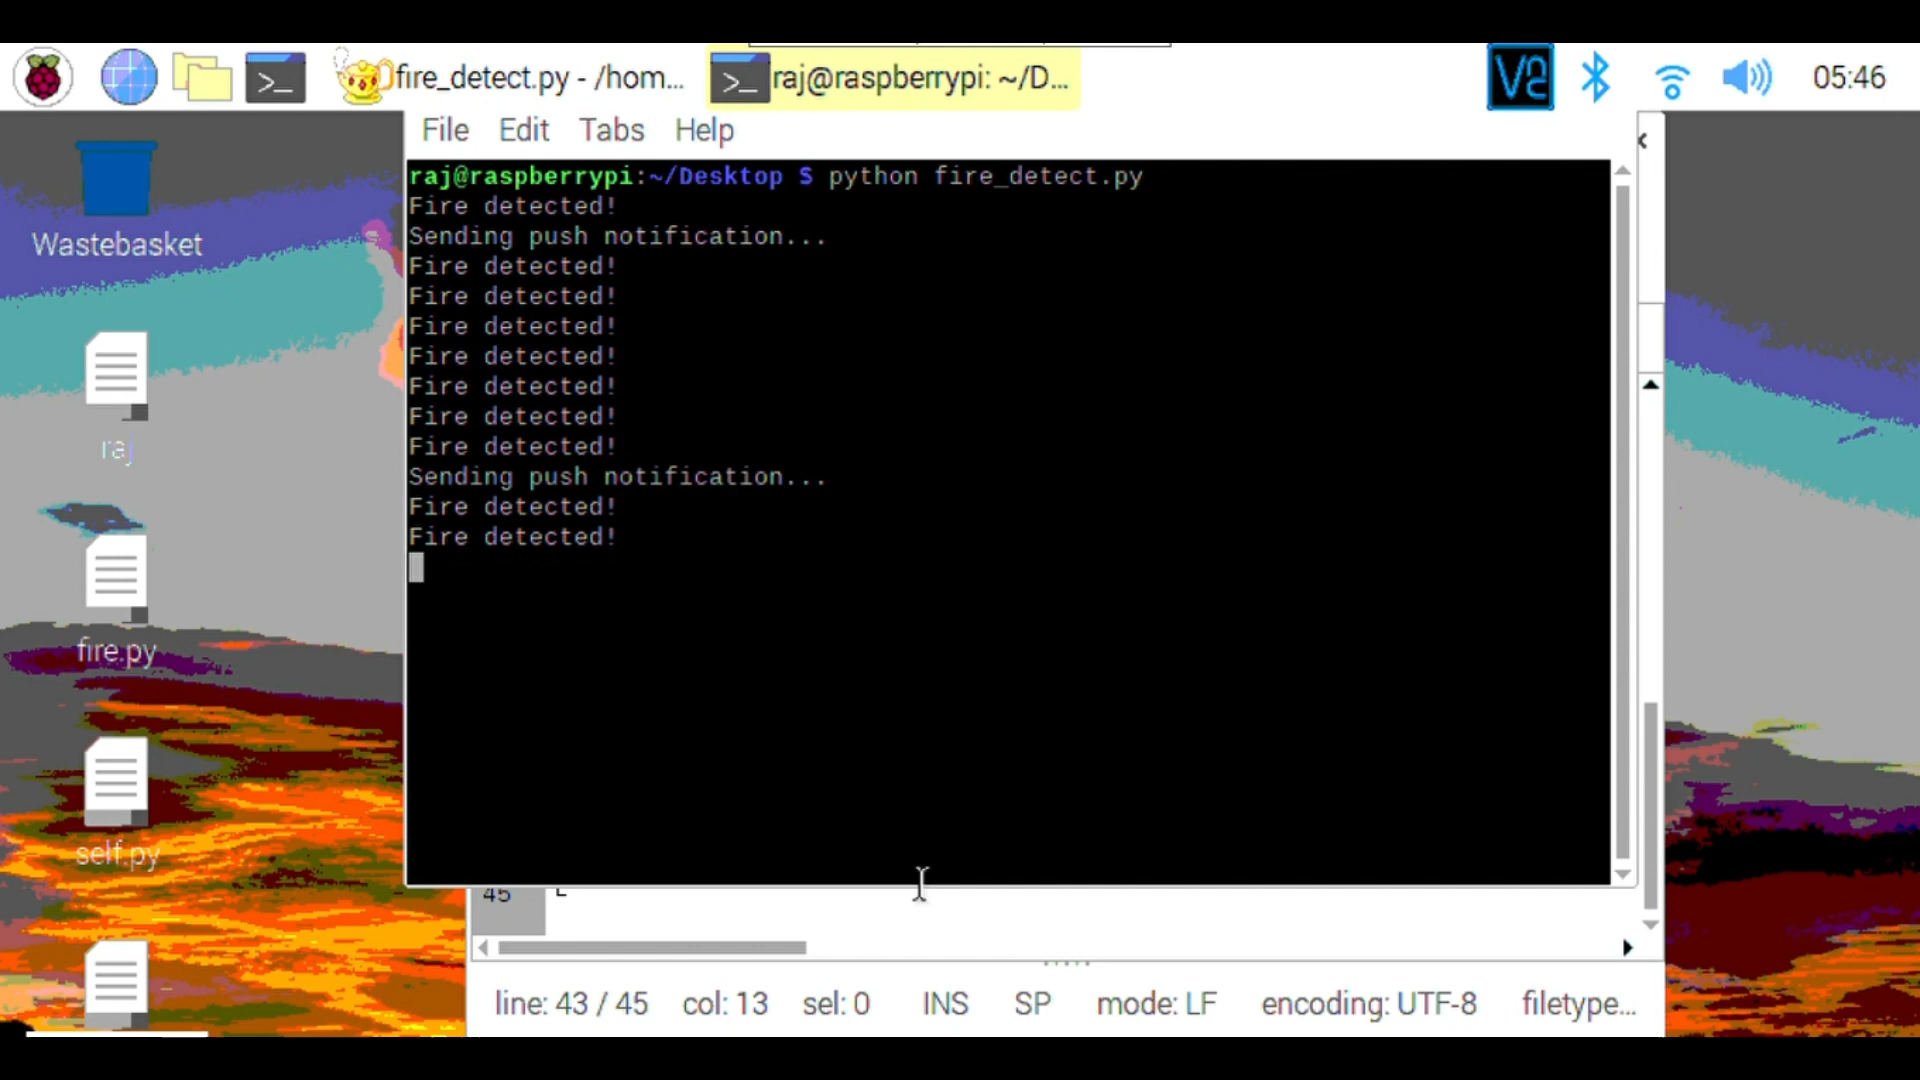 fire_detect.py - /hom...
raj@raspberrypi: ~/D...
V2
05:46
File Edit Tabs Help
raj@raspberrypi:~/Desktop $ python fire_detect.py
Fire detected!
Sending push notification...
Fire detected!
Fire detected!
Fire detected!
Fire detected!
Fire detected!
Fire detected!
Fire detected!
Sending push notification...
Fire detected!
Fire detected!
Wastebasket
raj
fire.py
self.py
45
line: 43 / 45 col: 13 sel: 0 INS SP mode: LF encoding: UTF-8 filetype...